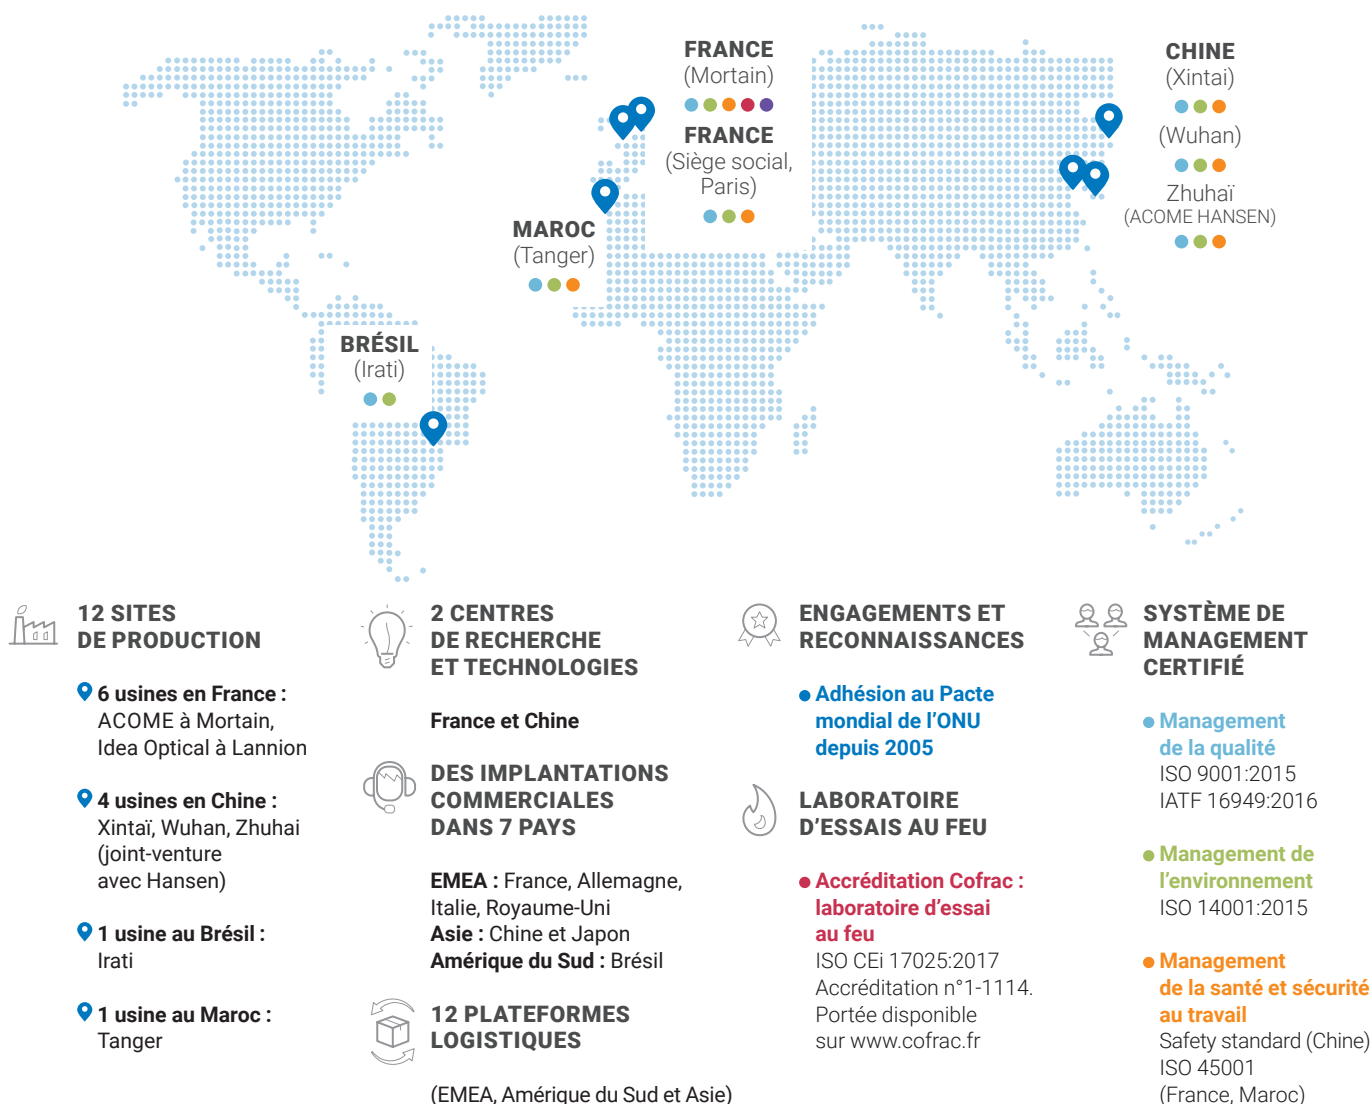 FRANCE
(Mortain)
FRANCE
(Siège social,
Paris)
CHINE
(Xintai)
(Wuhan)
Zhuhaï
(ACOME HANSEN)
MAROC
(Tanger)
BRÉSIL
(Irati)
12 SITES
DE PRODUCTION
6 usines en France :
ACOME à Mortain,
Idea Optical à Lannion
4 usines en Chine :
Xintaï, Wuhan, Zhuhai
(joint-venture
avec Hansen)
1 usine au Brésil :
Irati
1 usine au Maroc :
Tanger
2 CENTRES
DE RECHERCHE
ET TECHNOLOGIES
France et Chine
DES IMPLANTATIONS
COMMERCIALES
DANS 7 PAYS
EMEA : France, Allemagne,
Italie, Royaume-Uni
Asie : Chine et Japon
Amérique du Sud : Brésil
12 PLATEFORMES
LOGISTIQUES
(EMEA, Amérique du Sud et Asie)
ENGAGEMENTS ET
RECONNAISSANCES
Adhésion au Pacte
mondial de l’ONU
depuis 2005
LABORATOIRE
D’ESSAIS AU FEU
Accréditation Cofrac :
laboratoire d’essai
au feu
ISO CEi 17025:2017
Accréditation n°1-1114.
Portée disponible
sur www.cofrac.fr
SYSTÈME DE
MANAGEMENT
CERTIFIÉ
Management
de la qualité
ISO 9001:2015
IATF 16949:2016
Management de
l’environnement
ISO 14001:2015
Management
de la santé et sécurité
au travail
Safety standard (Chine)
ISO 45001
(France, Maroc)